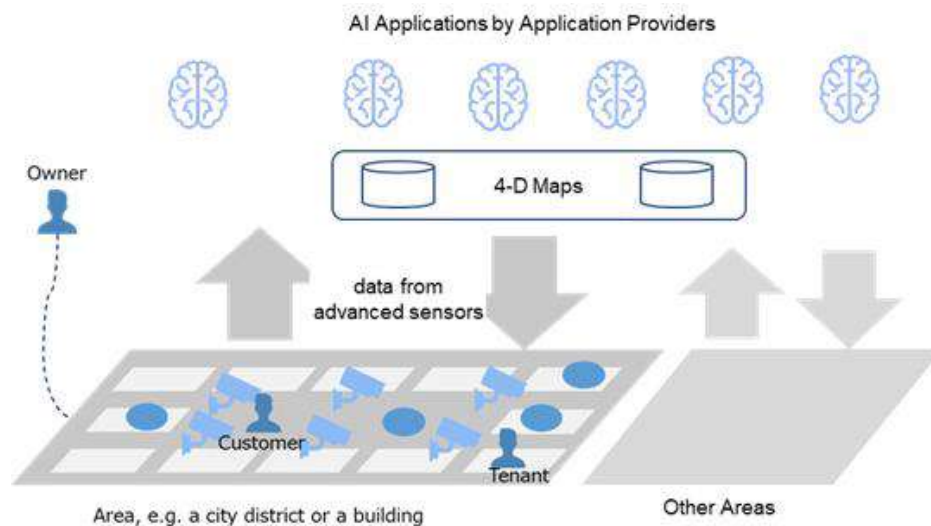 AI Applications by Application Providers
Owner
4-D Maps
data from
advanced sensors
Customer
Tenant
Area, e.g. a city district or a building
Other Areas